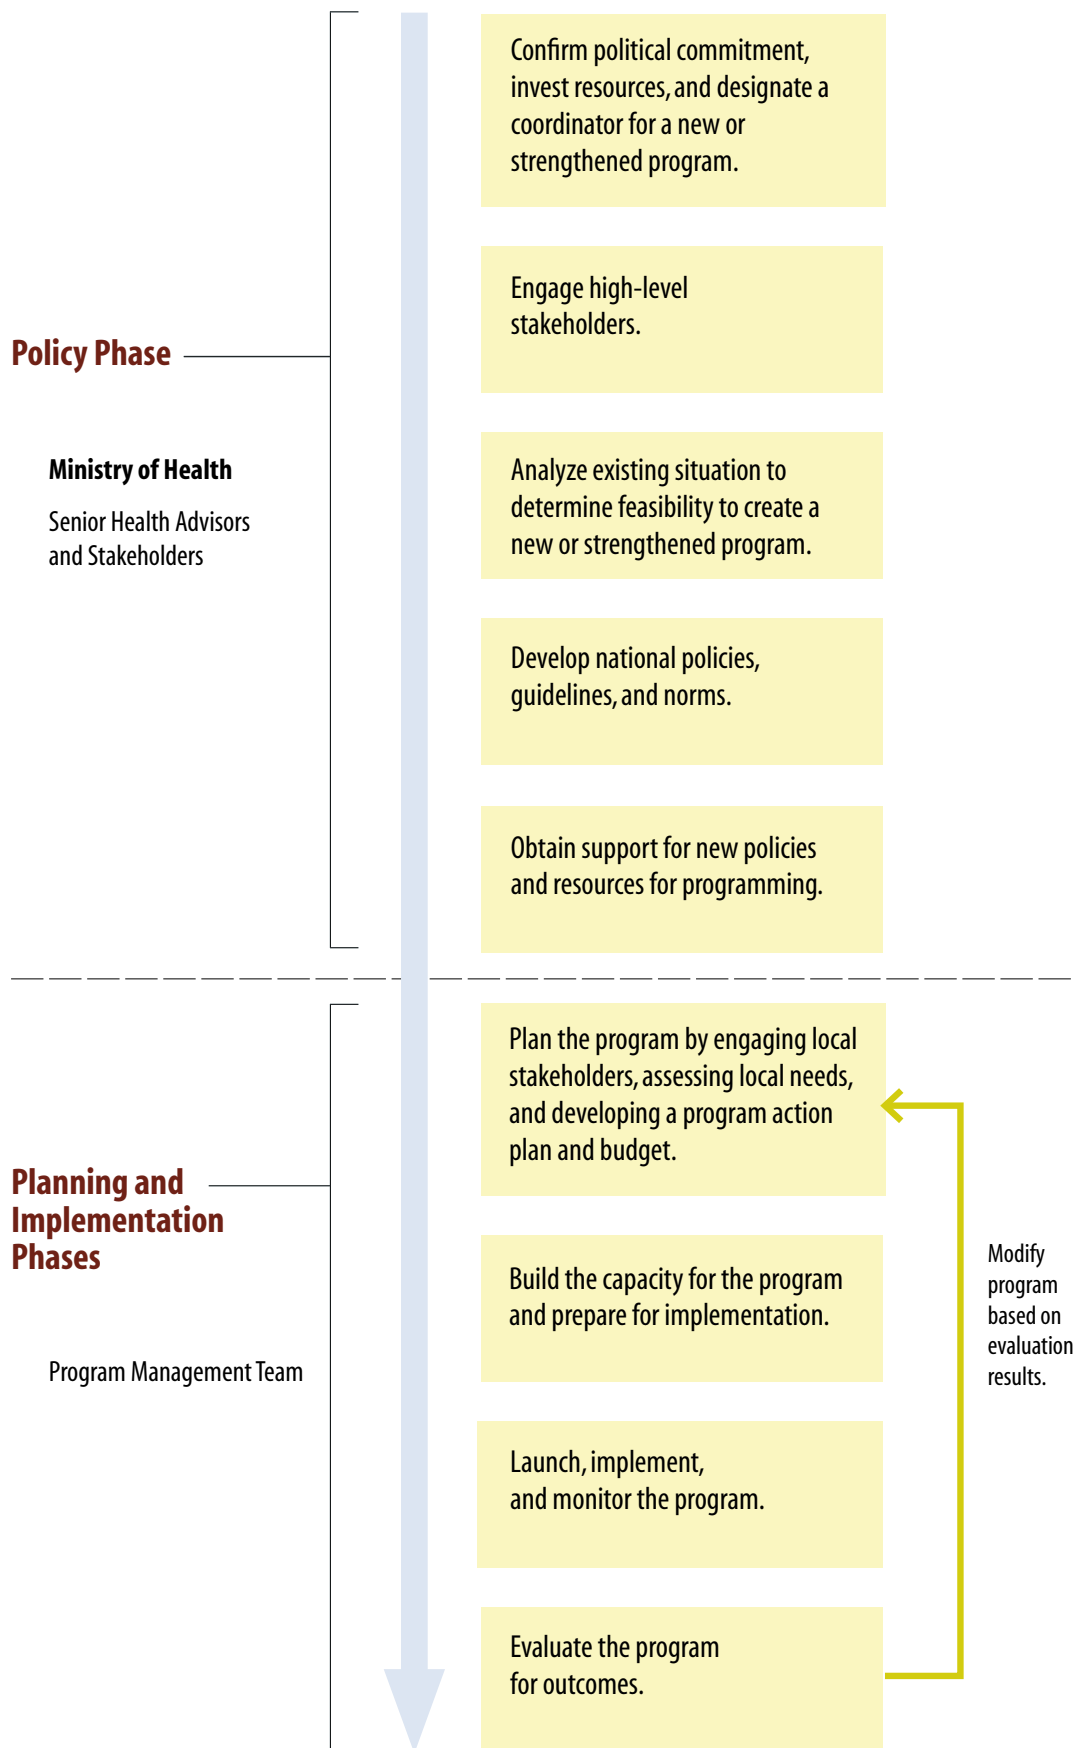 Confirm political commitment,
invest resources, and designate a
coordinator for a new or
strengthened program.
Engage high-level
stakeholders.
Policy Phase
Ministry of Health
Senior Health Advisors
and Stakeholders
Analyze existing situation to
determine feasibility to create a
new or strengthened program.
Develop national policies,
guidelines, and norms.
Obtain support for new policies
and resources for programming.
Plan the program by engaging local
stakeholders, assessing local needs,
and developing a program action
plan and budget.
Planning and
Implementation
Phases
Program Management Team
Build the capacity for the program
and prepare for implementation.
Modify
program
based on
evaluation
results.
Launch, implement,
and monitor the program.
Evaluate the program
for outcomes.